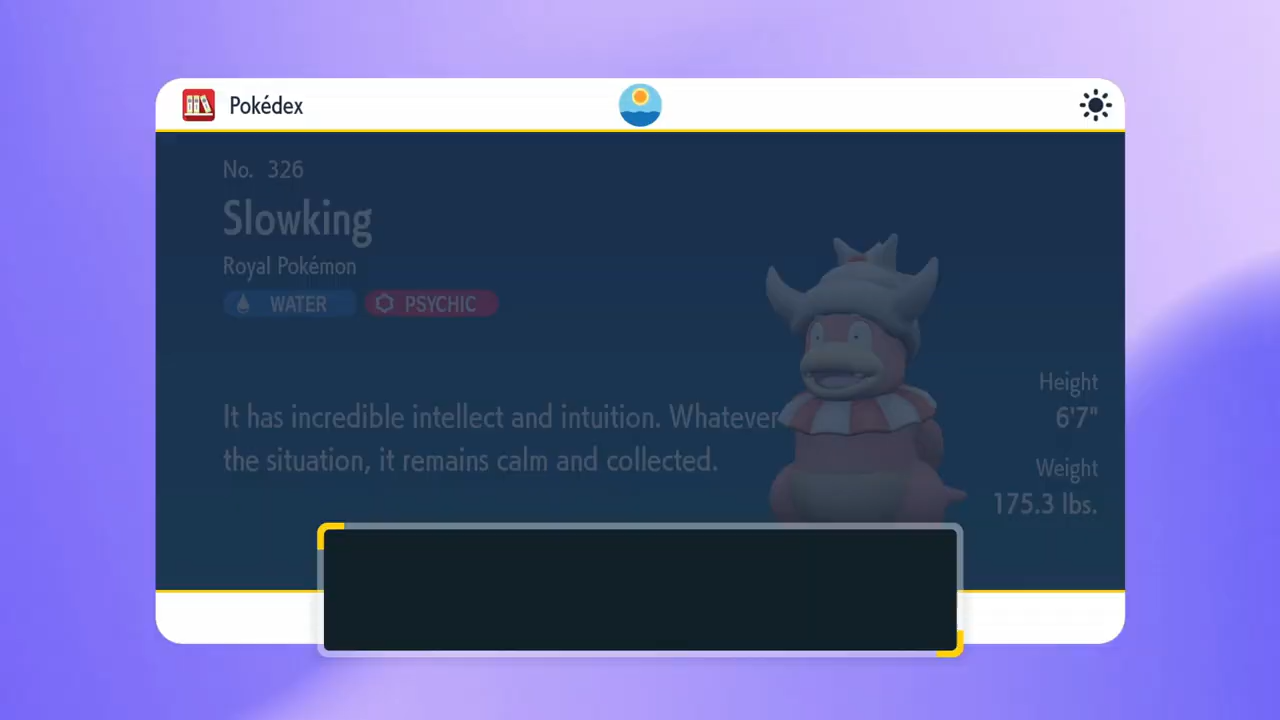 Pokédex
No. 326
Slowking
Royal Pokémon
WATER PSYCHIC
It has incredible intellect and intuition. Whatever
the situation, it remains calm and collected.
Height
6'7"
Weight
175.3 lbs.